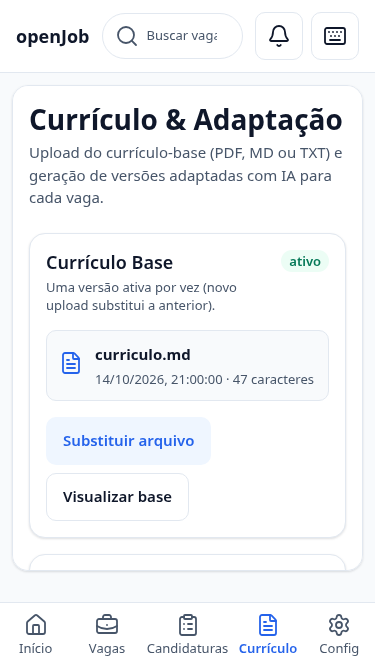 openJob
Buscar vaga
Currículo & Adaptação
Upload do currículo-base (PDF, MD ou TXT) e
geração de versões adaptadas com IA para
cada vaga.
Currículo Base
ativo
Uma versão ativa por vez (novo
upload substitui a anterior).
curriculo.md
14/10/2026, 21:00:00 · 47 caracteres
Substituir arquivo
Visualizar base
Início
Vagas
Candidaturas
Currículo
Config